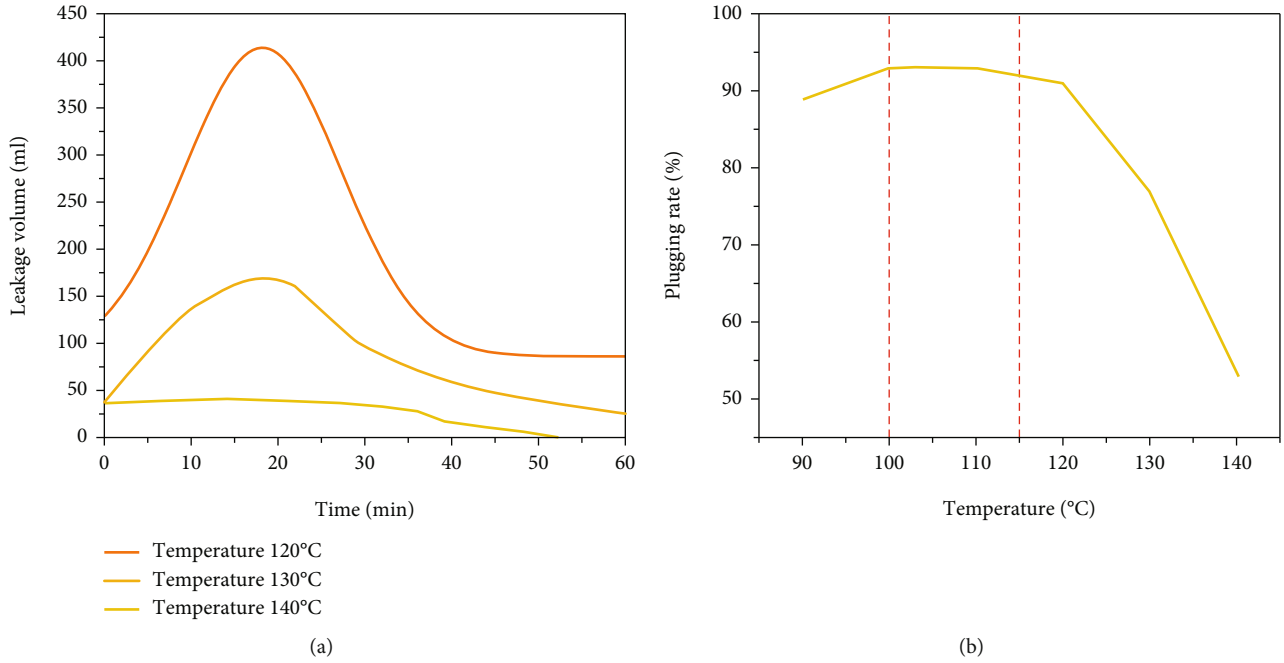 450
400
350
300
250
200
150
100
50
0
Leakage volume (ml)
0 10 20 30 40 50 60
Time (min)
Temperature 120°C
Temperature 130°C
Temperature 140°C
(a)
100
90
80
70
60
50
Plugging rate (%)
90 100 110 120 130 140
Temperature (°C)
(b)